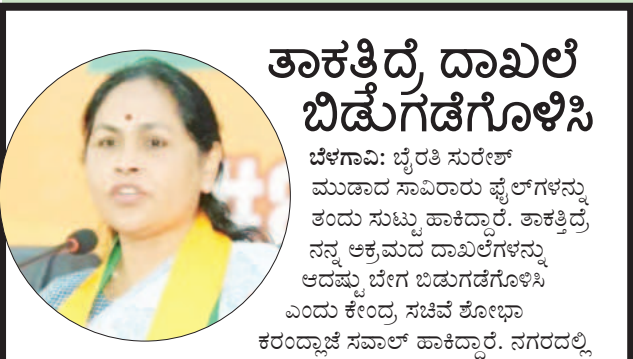 ತಾಕತ್ತಿದ್ರೆ ದಾಖಲೆ
ಬಿಡುಗಡೆಗೊಳಿಸಿ
ಬೆಳಗಾವಿ: ಬೈರತಿ ಸುರೇಶ್
ಮುಡಾದ ಸಾವಿರಾರು ಫೈಲ್‌ಗಳನ್ನು
ತಂದು ಸುಟ್ಟು ಹಾಕಿದ್ದಾರೆ. ತಾಕತ್ತಿದ್ರೆ
ನನ್ನ ಅಕ್ರಮದ ದಾಖಲೆಗಳನ್ನು
ಆದಷ್ಟು ಬೇಗ ಬಿಡುಗಡೆಗೊಳಿಸಿ
ಎಂದು ಕೇಂದ್ರ ಸಚಿವೆ ಶೋಭಾ
ಕರಂದ್ಲಾಜೆ ಸವಾಲ್ ಹಾಕಿದ್ದಾರೆ. ನಗರದಲ್ಲಿ